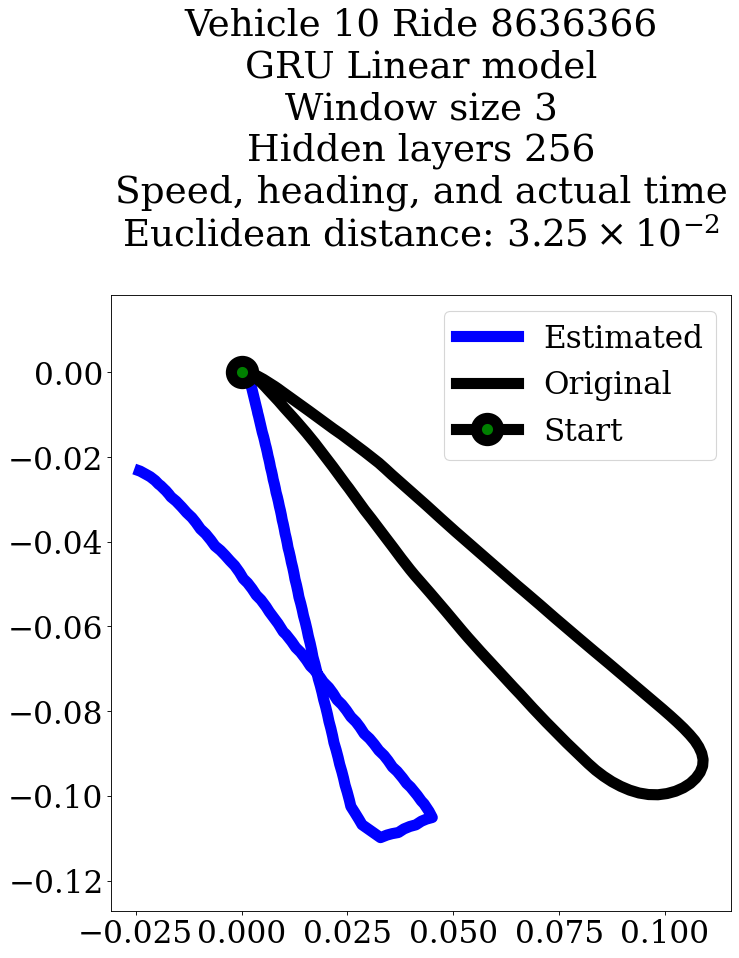 Vehicle 10 Ride 8636366
GRU Linear model
Window size 3
Hidden layers 256
Speed, heading, and actual time
Euclidean distance: 3.25 × 10⁻²
Estimated
Original
Start
0.00
−0.02
−0.04
−0.06
−0.08
−0.10
−0.12
−0.025 0.000 0.025 0.050 0.075 0.100